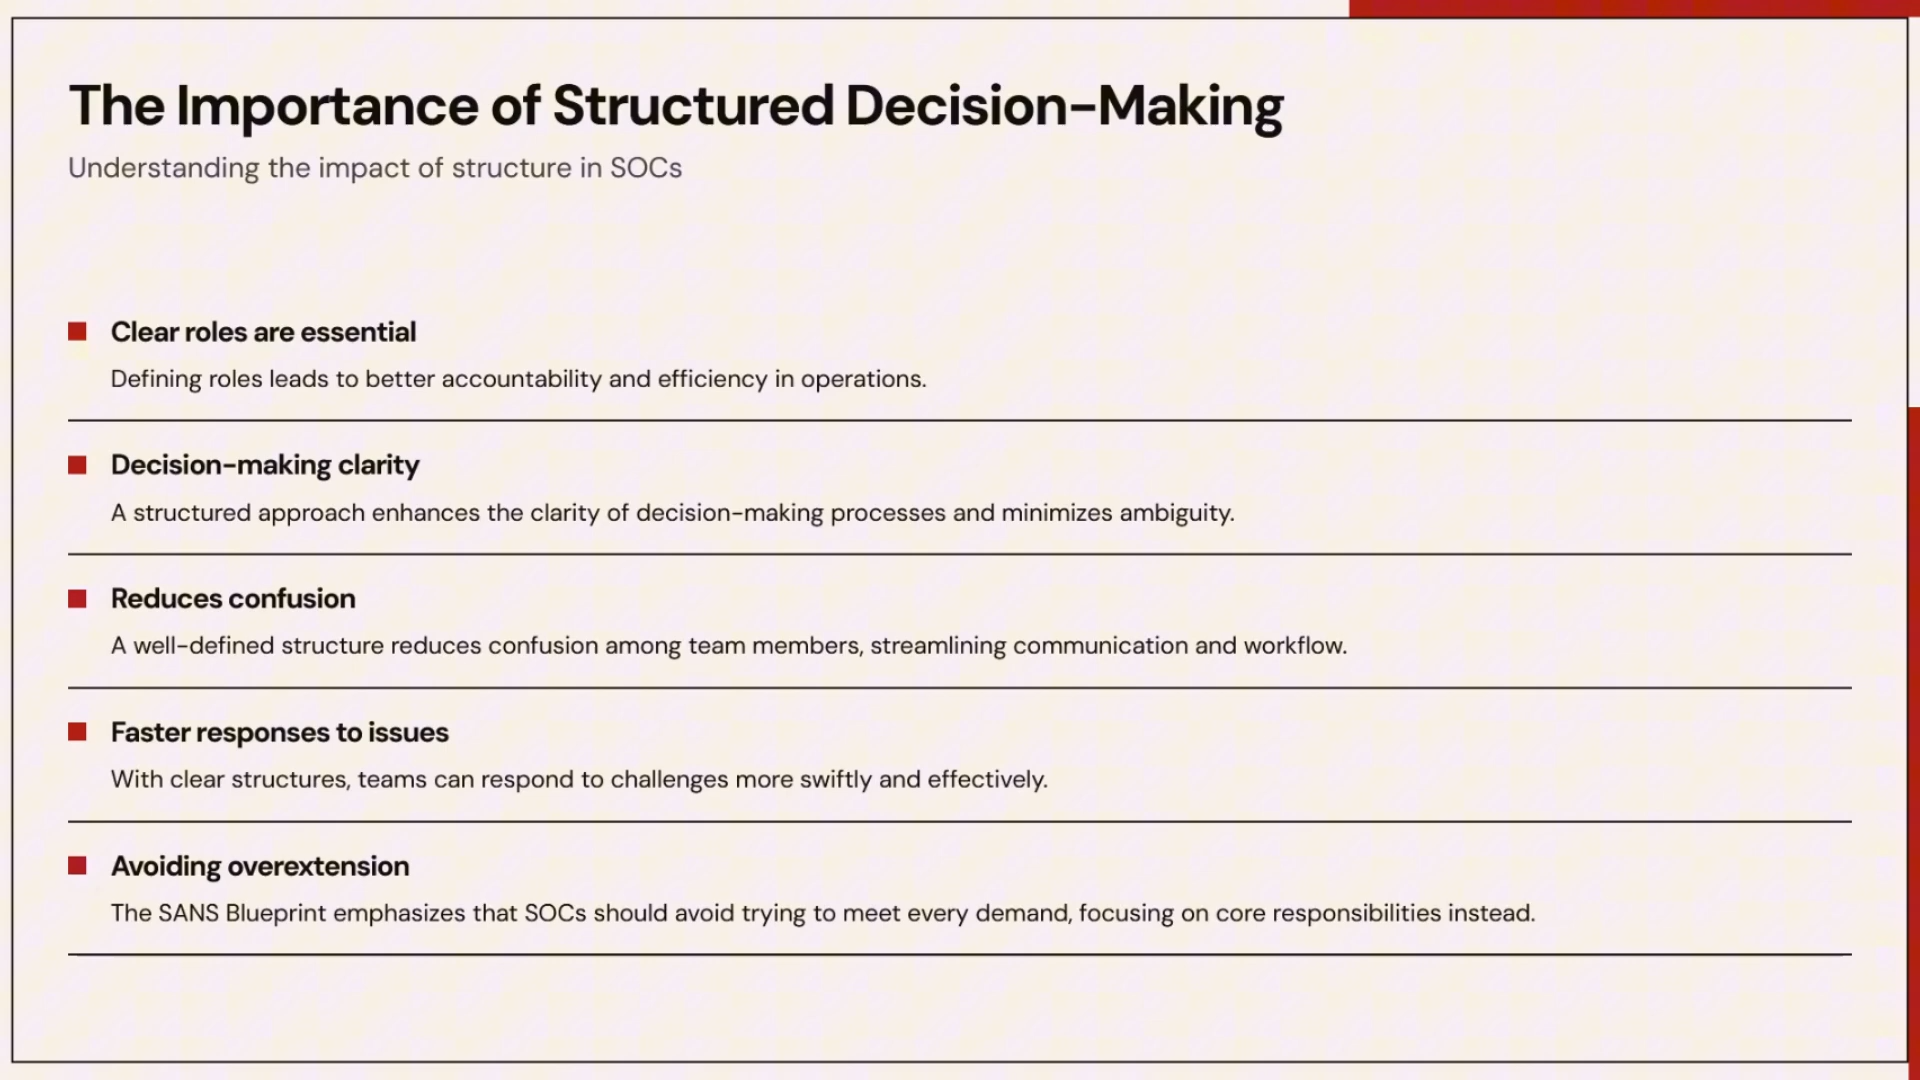 The Importance of Structured Decision-Making
Understanding the impact of structure in SOCs
Clear roles are essential
Defining roles leads to better accountability and efficiency in operations.
Decision-making clarity
A structured approach enhances the clarity of decision-making processes and minimizes ambiguity.
Reduces confusion
A well-defined structure reduces confusion among team members, streamlining communication and workflow.
Faster responses to issues
With clear structures, teams can respond to challenges more swiftly and effectively.
Avoiding overextension
The SANS Blueprint emphasizes that SOCs should avoid trying to meet every demand, focusing on core responsibilities instead.